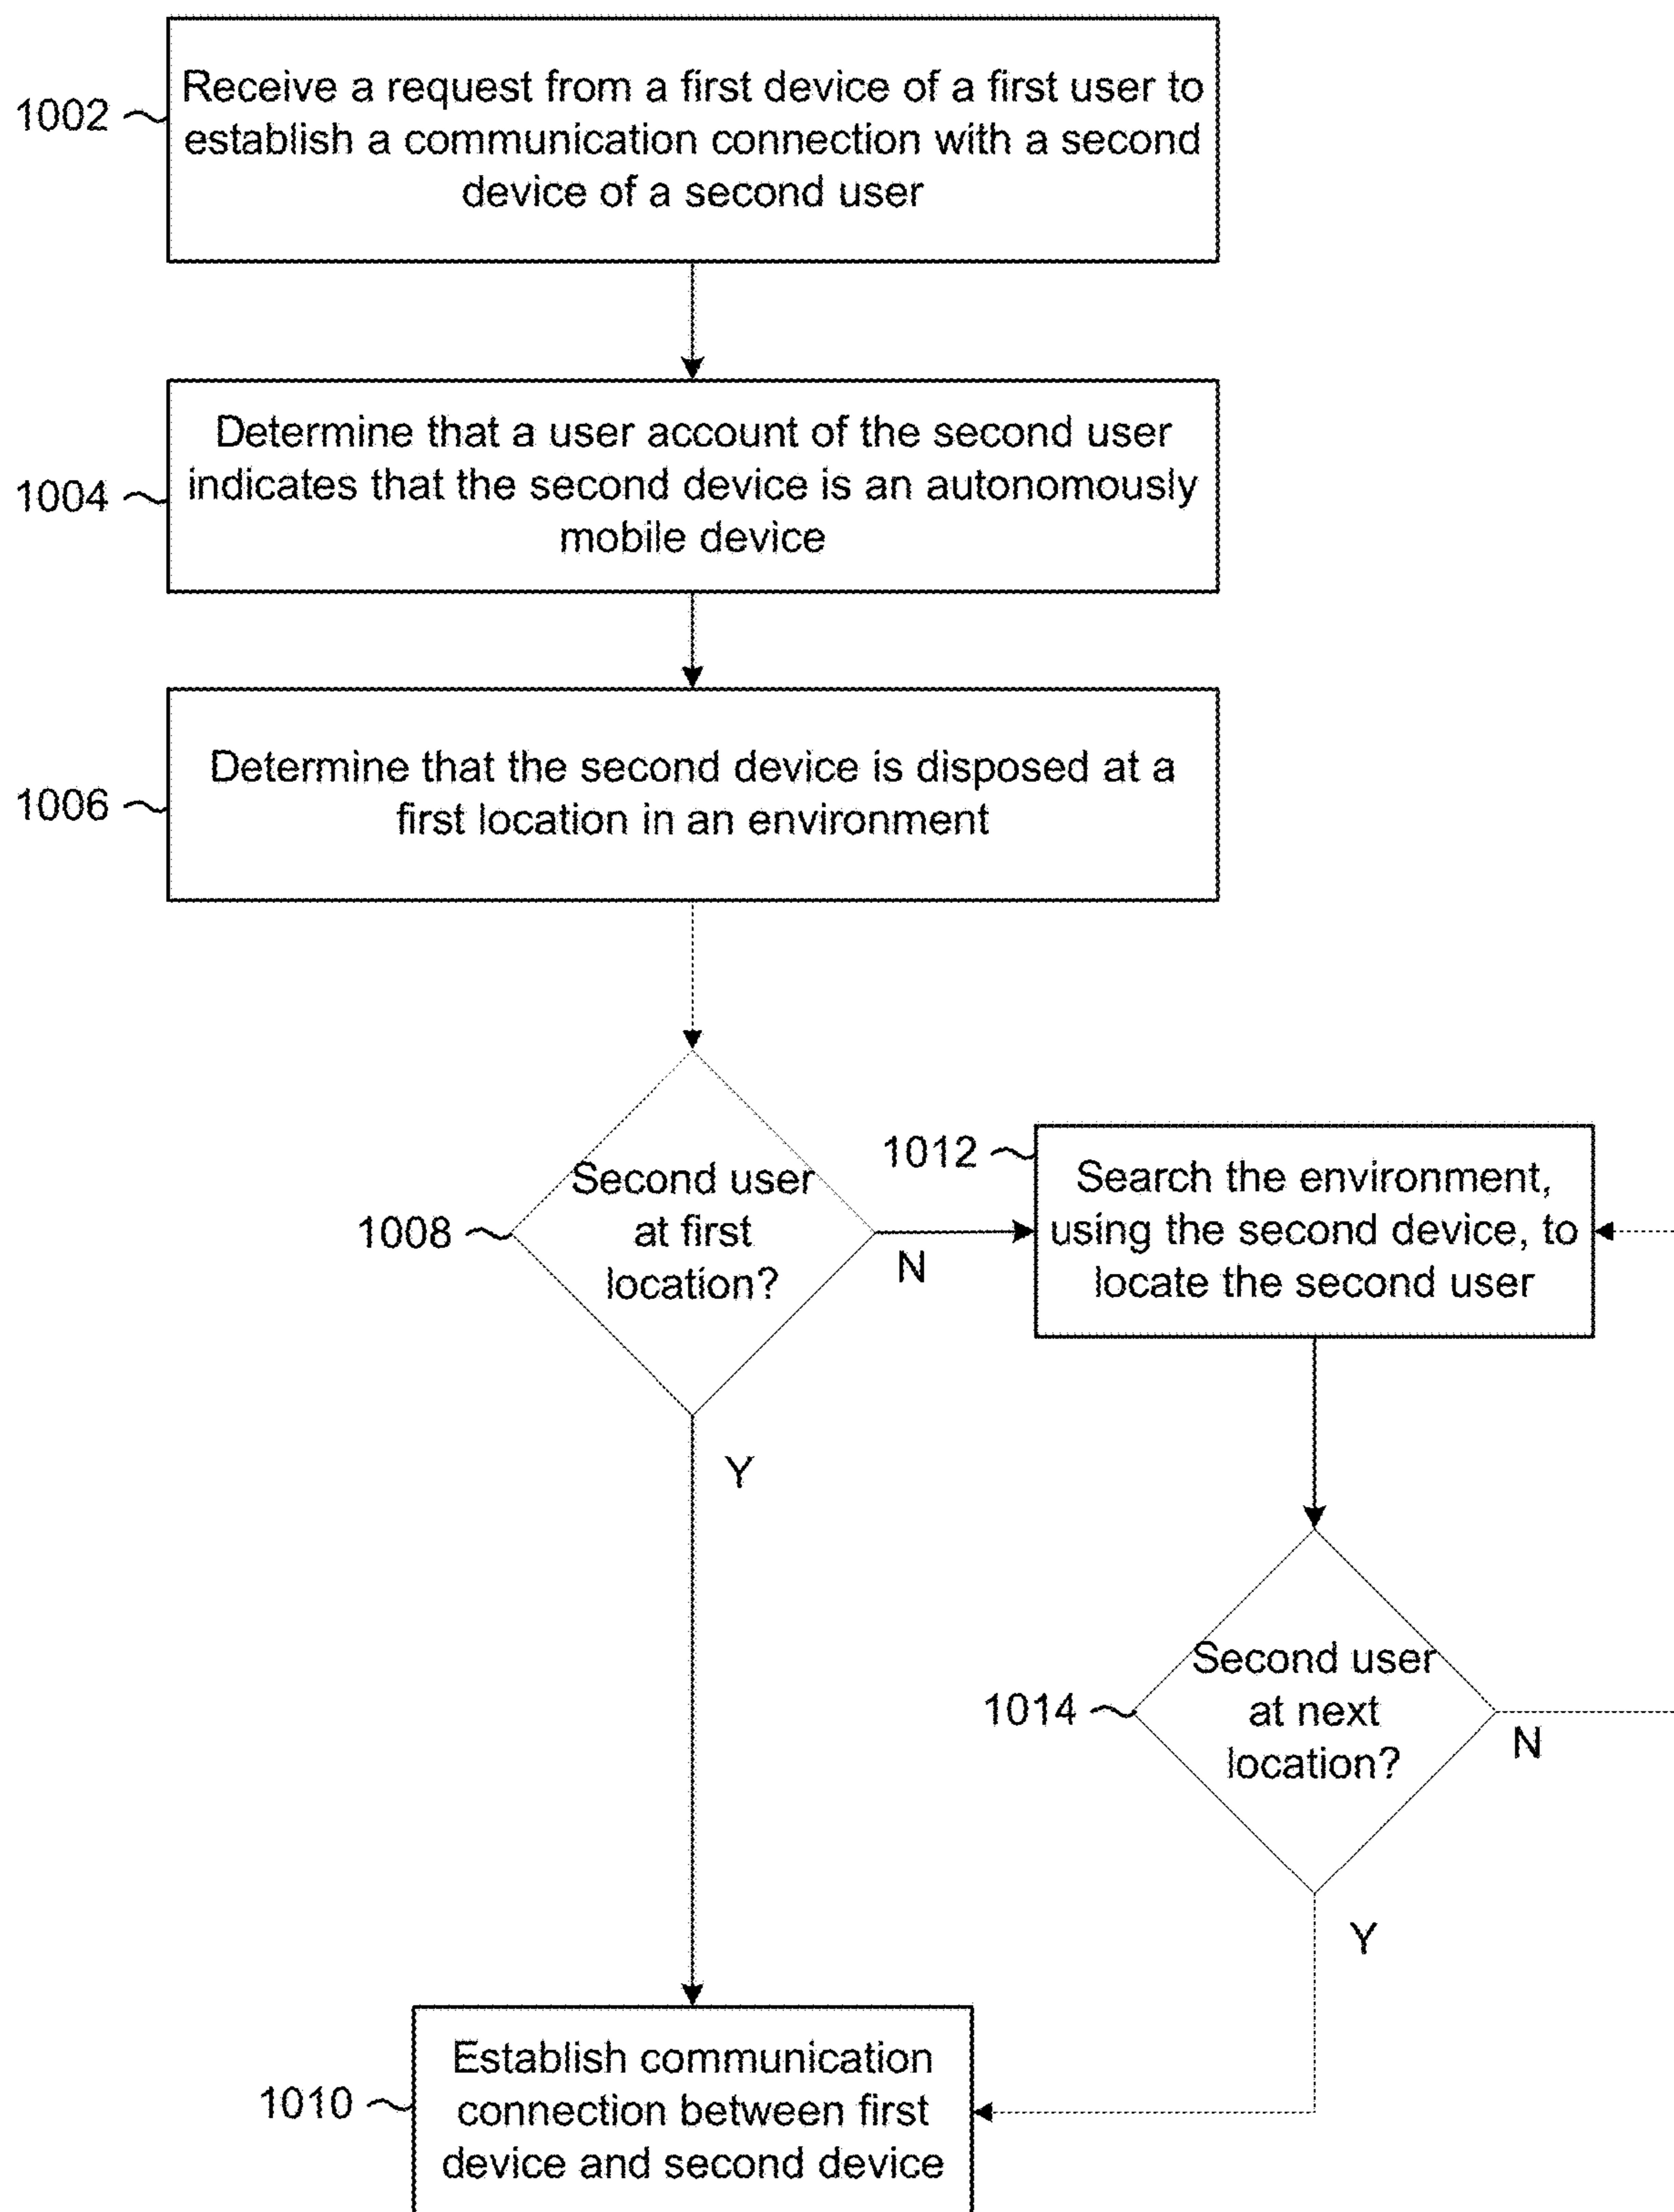 1002
Receive a request from a first device of a first user to
establish a communication connection with a second
device of a second user
1004
Determine that a user account of the second user
indicates that the second device is an autonomously
mobile device
1006
Determine that the second device is disposed at a
first location in an environment
1008
Second user
at first
location?
N
Y
1012
Search the environment,
using the second device, to
locate the second user
1014
Second user
at next
location?
N
Y
1010
Establish communication
connection between first
device and second device